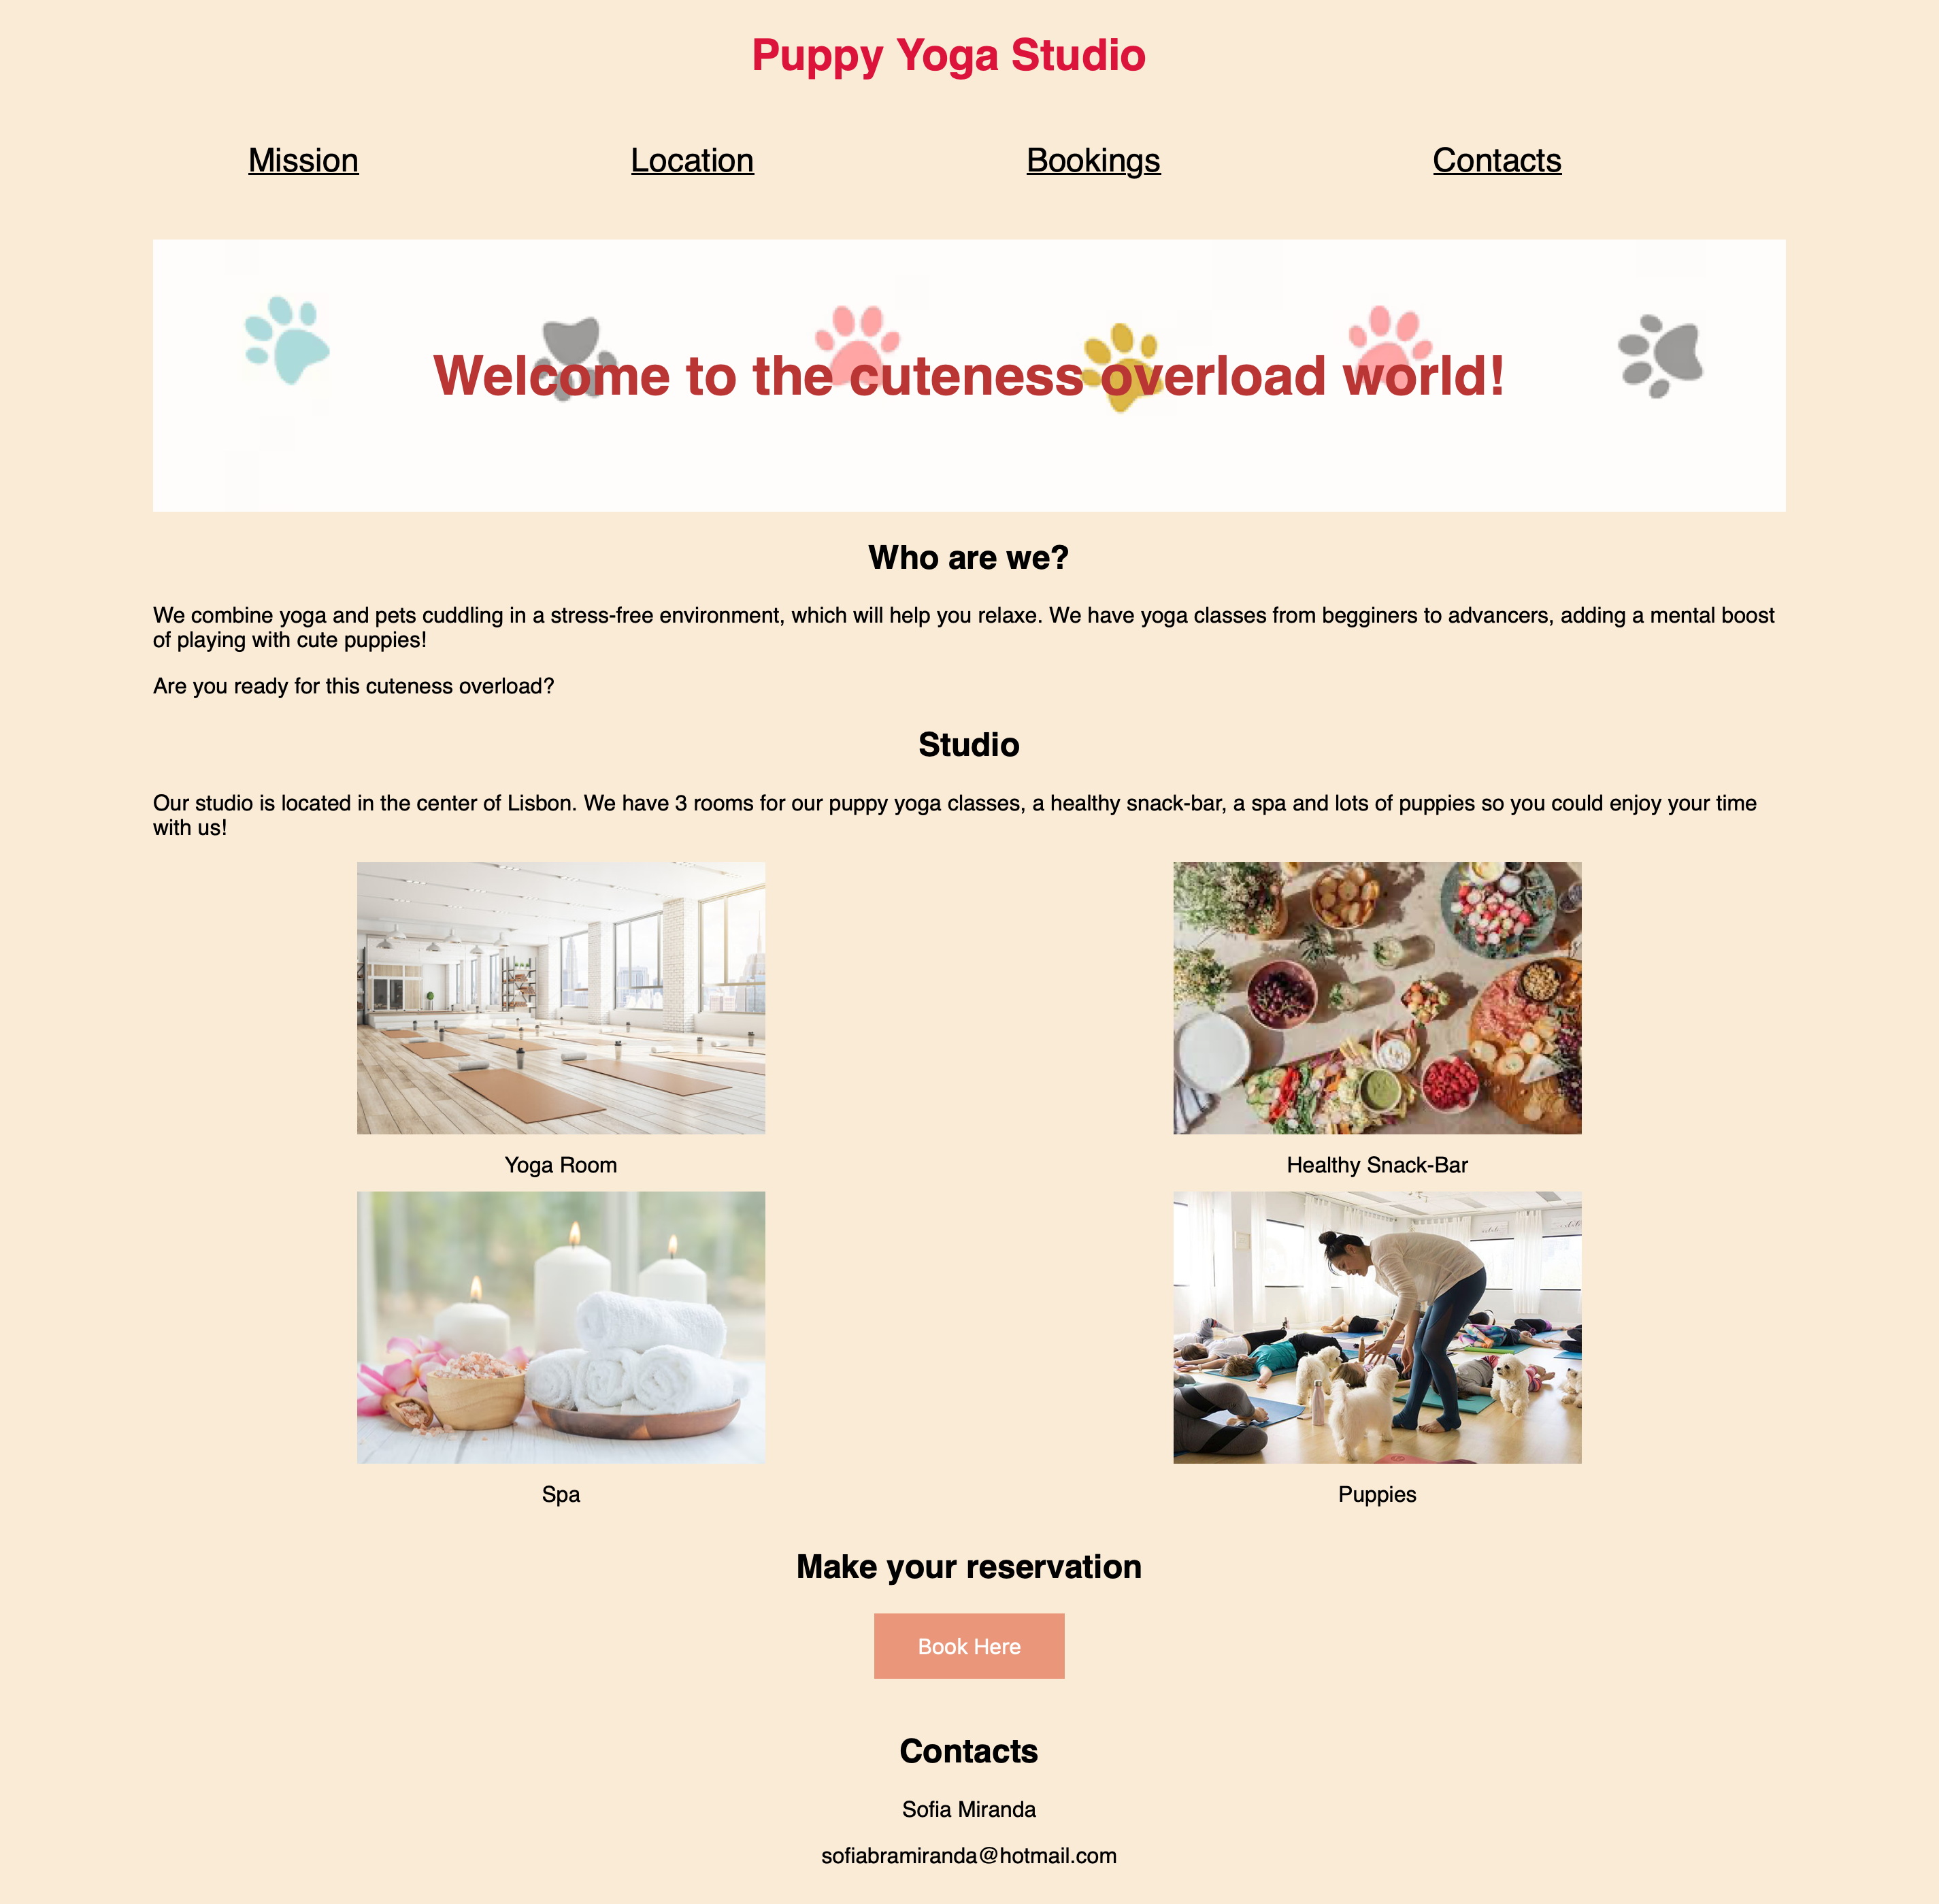 Puppy Yoga Studio
Mission
Location
Bookings
Contacts
Welcome to the cuteness overload world!
Who are we?
We combine yoga and pets cuddling in a stress-free environment, which will help you relaxe. We have yoga classes from begginers to advancers, adding a mental boost
of playing with cute puppies!
Are you ready for this cuteness overload?
Studio
Our studio is located in the center of Lisbon. We have 3 rooms for our puppy yoga classes, a healthy snack-bar, a spa and lots of puppies so you could enjoy your time
with us!
Yoga Room
Healthy Snack-Bar
Spa
Puppies
Make your reservation
Book Here
Contacts
Sofia Miranda
sofiabramiranda@hotmail.com